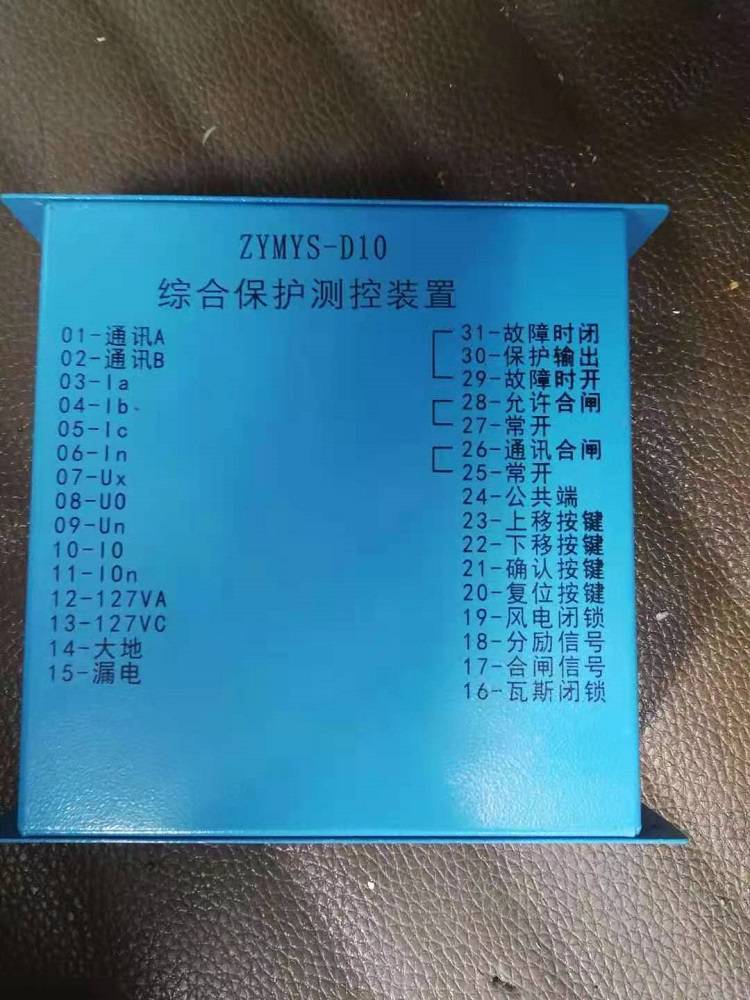 ZYMYS-D10
综合保护测控装置
01-通讯A
02-通讯B
03-Ia
04-Ib
05-Ic
06-In
07-Ux
08-U0
09-Un
10-I0
11-I0n
12-127VA
13-127VC
14-大地
15-漏电
31-故障时闭
30-保护输出
29-故障时开
28-允许合闸
27-常开
26-通讯合闸
25-常开
24-公共端
23-上移按键
22-下移按键
21-确认按键
20-复位按键
19-风电闭锁
18-分励信号
17-合闸信号
16-瓦斯闭锁